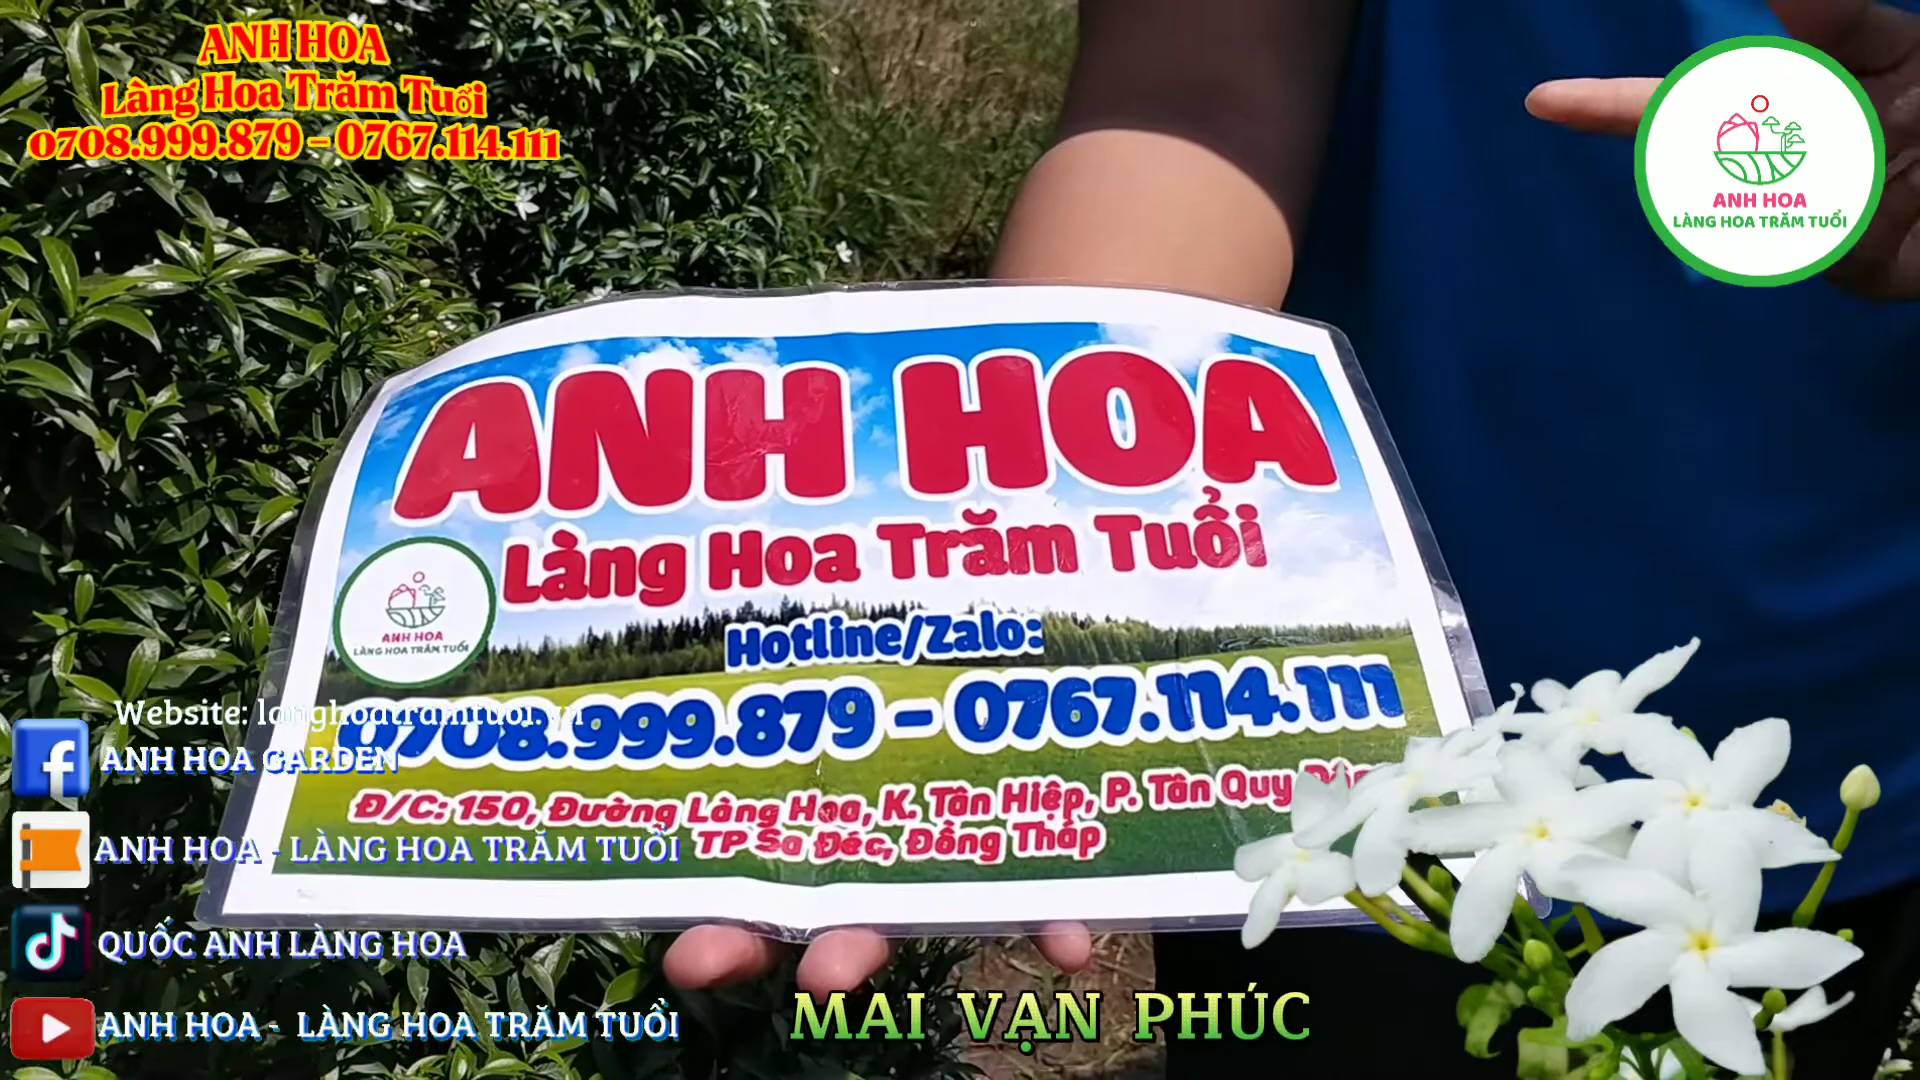 ANH HOA
Làng Hoa Trăm Tuổi
0708.999.879 - 0767.114.111
ANH HOA
LÀNG HOA TRĂM TUỔI
ANH HOA
Làng Hoa Trăm Tuổi
ANH HOA
LÀNG HOA TRĂM TUỔI
Hotline/Zalo:
0708.999.879 - 0767.114.111
Đ/C: 150, Đường Làng Hoa, K. Tân Hiệp, P. Tân Quy
TP Sa Đéc, Đồng Tháp
Website: langhoatramtuoi.vn
ANH HOA GARDEN
ANH HOA - LÀNG HOA TRĂM TUỔI
QUỐC ANH LÀNG HOA
ANH HOA - LÀNG HOA TRĂM TUỔI
MAI VẠN PHÚC